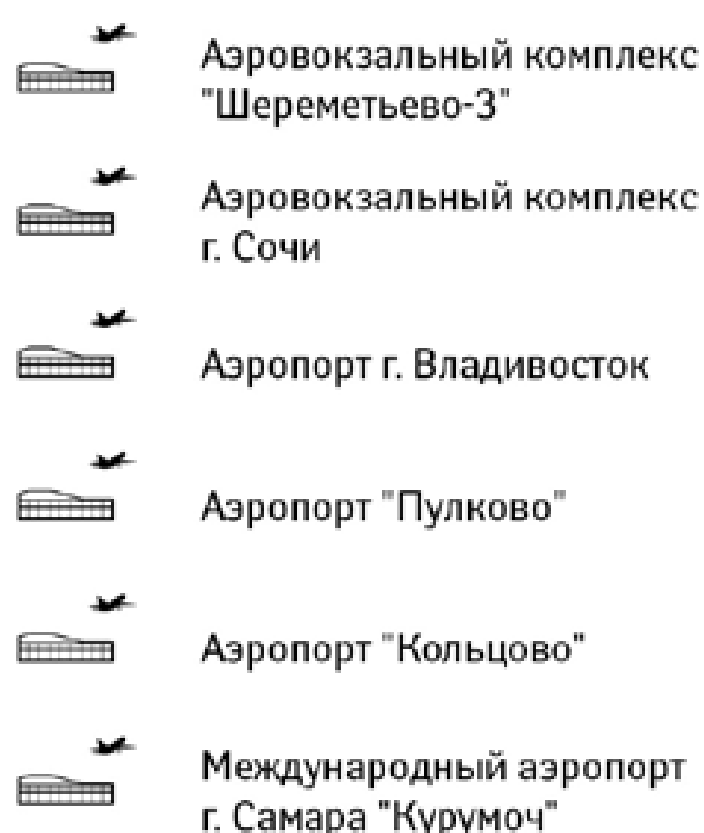 Аэровокзальный комплекс
"Шереметьево-3"
Аэровокзальный комплекс
г. Сочи
Аэропорт г. Владивосток
Аэропорт "Пулково"
Аэропорт "Кольцово"
Международный аэропорт
г. Самара "Курумоч"